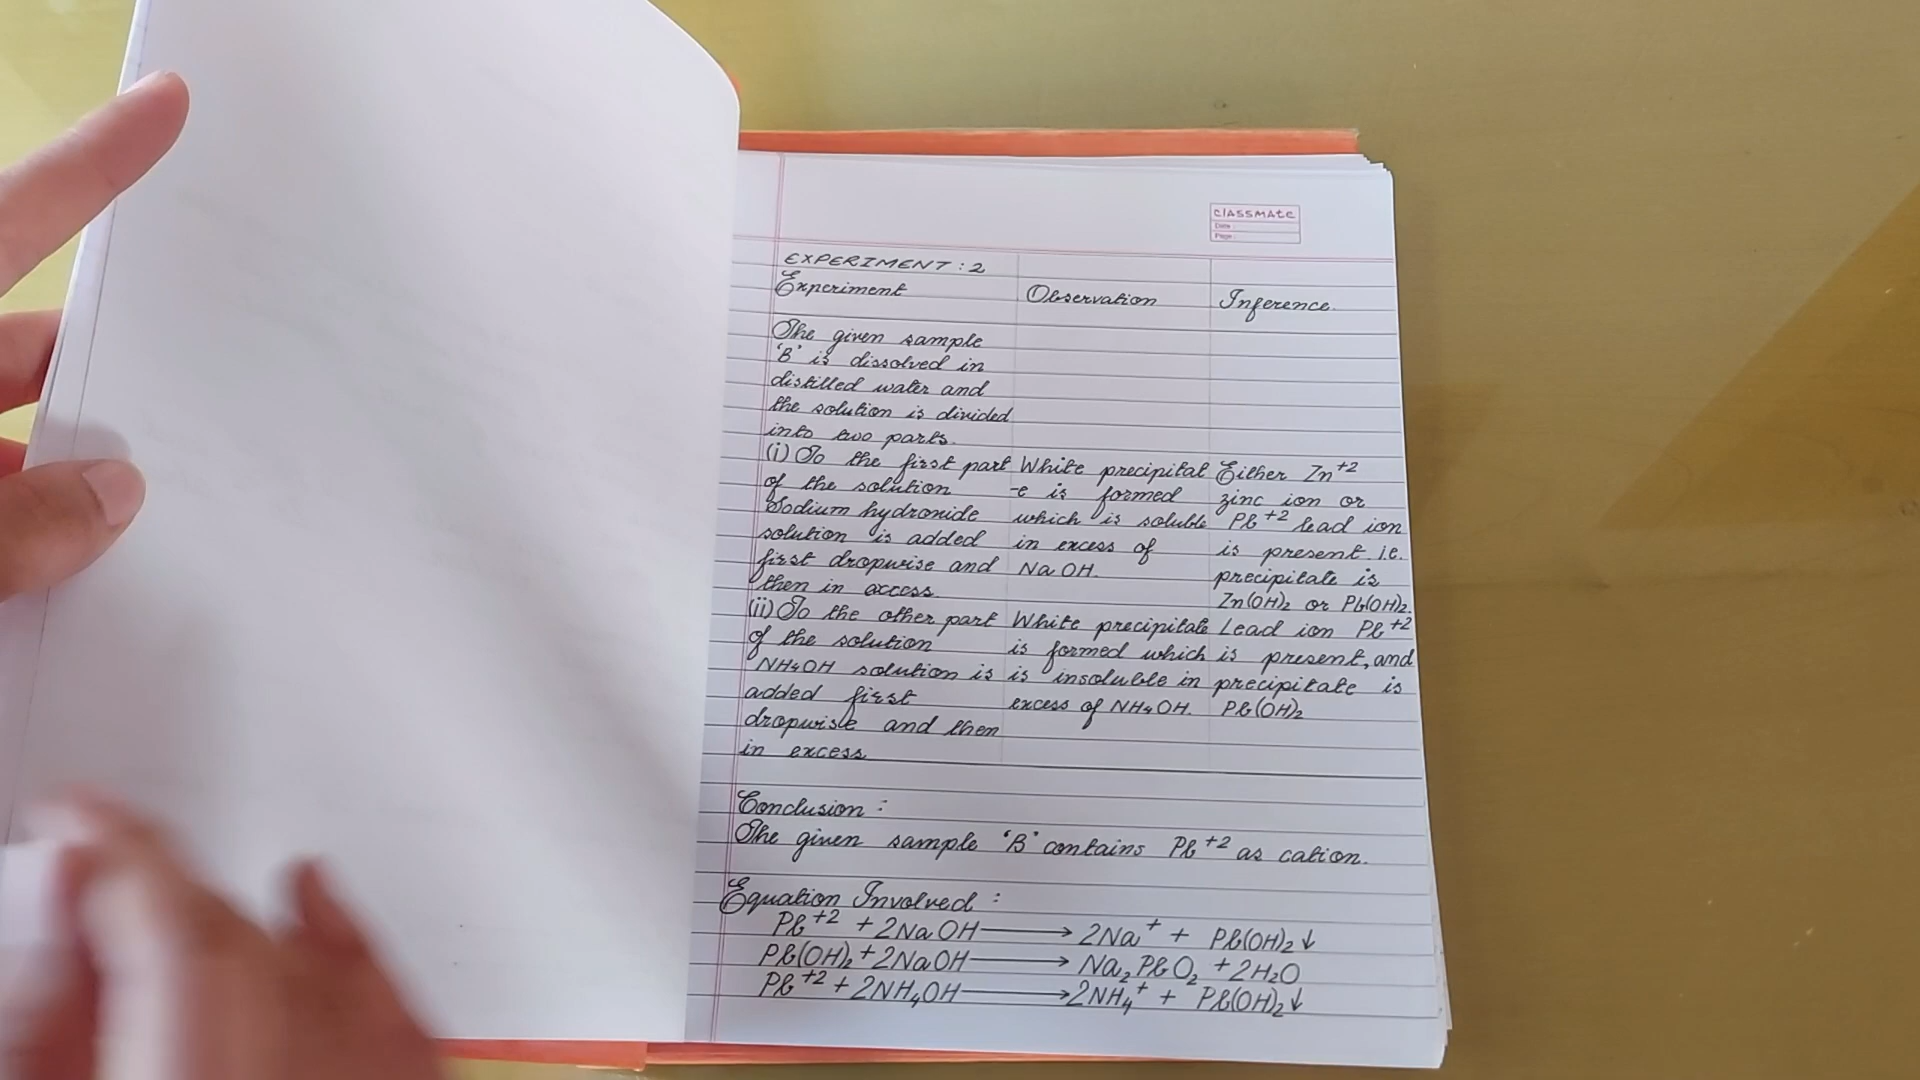 classmate
Date :
Page :
EXPERIMENT : 2
Experiment Observation Inference.
The given sample
'B' is dissolved in
distilled water and
the solution is divided
into two parts.
(i) To the first part White precipitat Either Zn+2
of the solution -e is formed zinc ion or
Sodium hydroxide which is soluble Pb+2 lead ion
solution is added in excess of is present i.e.
first dropwise and NaOH. precipitate is
then in access. Zn(OH)2 or Pb(OH)2.
(ii) To the other part White precipitate Lead ion Pb+2
of the solution is formed which is present, and
NH4OH solution is is insoluble in precipitate is
added first excess of NH4OH. Pb(OH)2
dropwise and then
in excess.
Conclusion :
The given sample 'B' contains Pb+2 as cation.
Equation Involved :
Pb+2 + 2NaOH ⟶ 2Na+ + Pb(OH)2↓
Pb(OH)2 + 2NaOH ⟶ Na2PbO2 + 2H2O
Pb+2 + 2NH4OH ⟶ 2NH4+ + Pb(OH)2↓